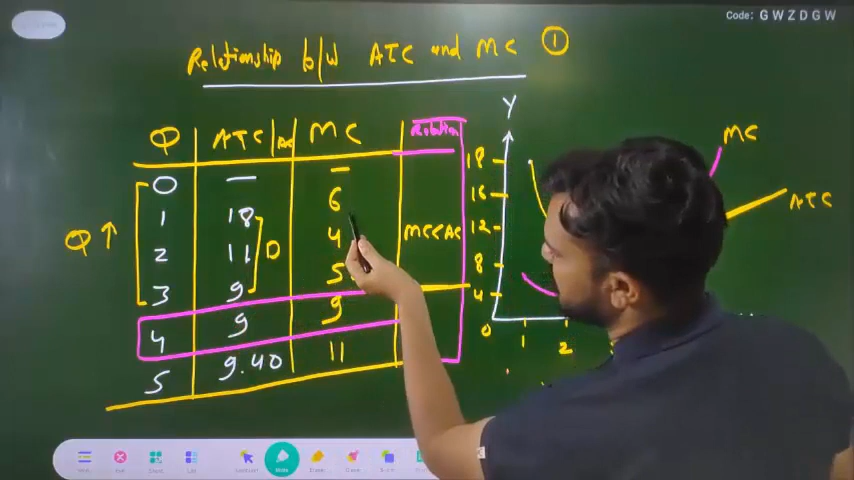 Code: GWZDGW
Relationship b/w ATC and MC ①
Q ATC/AC MC Relation
0 — —
1 18 6
2 11 4
3 9 5
4 9 9
5 9.40 11
Q ↑
D
MC<AC
Y
18
16
12
8
4
0 1 2
MC
ATC